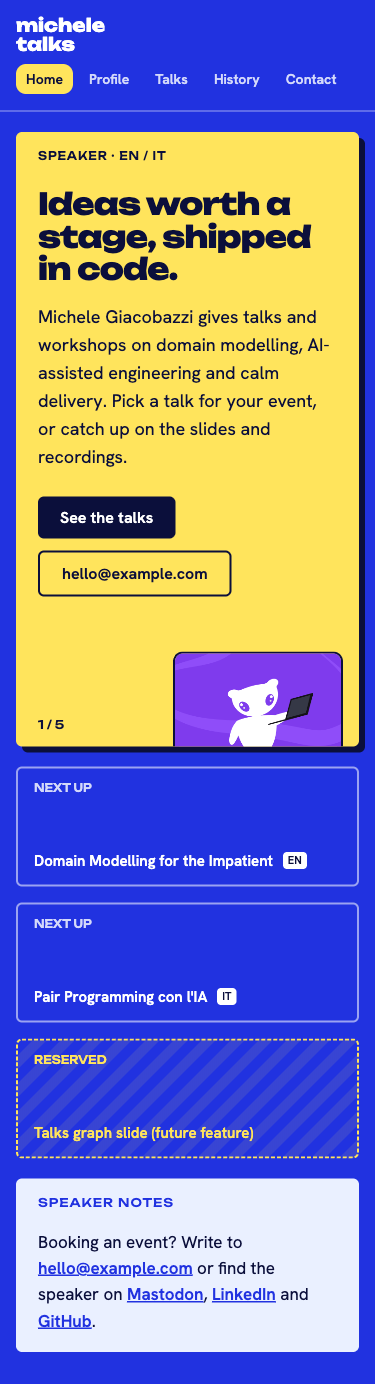 michele
talks
Home Profile Talks History Contact
SPEAKER · EN / IT
Ideas worth a
stage, shipped
in code.
Michele Giacobazzi gives talks and
workshops on domain modelling, AI-
assisted engineering and calm
delivery. Pick a talk for your event,
or catch up on the slides and
recordings.
See the talks
hello@example.com
1 / 5
NEXT UP
Domain Modelling for the Impatient EN
NEXT UP
Pair Programming con l'IA IT
RESERVED
Talks graph slide (future feature)
SPEAKER NOTES
Booking an event? Write to
hello@example.com or find the
speaker on Mastodon, LinkedIn and
GitHub.